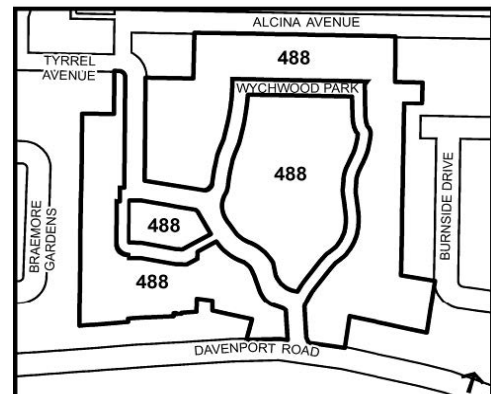 ALCINA AVENUE
TYRREL
AVENUE
488
WYCHWOOD PARK
488
488
488
BRAEMORE
GARDENS
BURNSIDE DRIVE
DAVENPORT ROAD